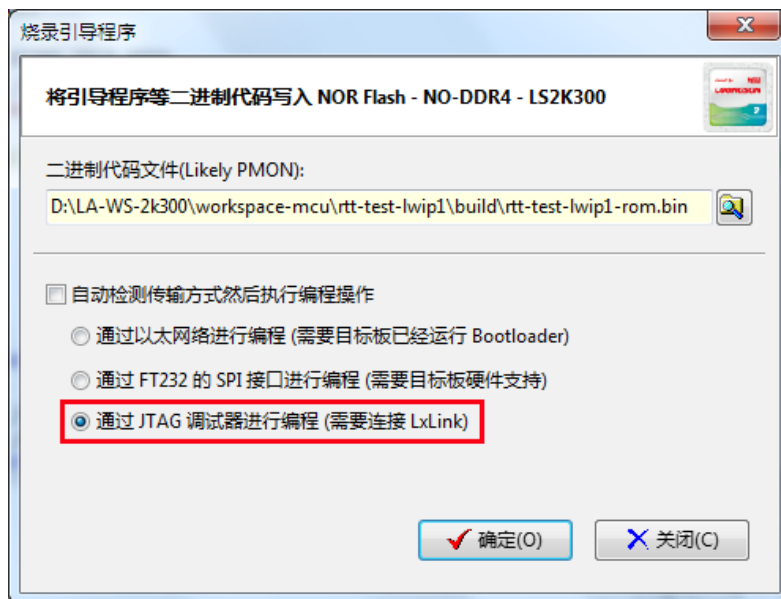 烧录引导程序
将引导程序等二进制代码写入 NOR Flash - NO-DDR4 - LS2K300
二进制代码文件(Likely PMON):
D:\LA-WS-2k300\workspace-mcu\rtt-test-lwip1\build\rtt-test-lwip1-rom.bin
自动检测传输方式然后执行编程操作
通过以太网络进行编程 (需要目标板已经运行 Bootloader)
通过 FT232 的 SPI 接口进行编程 (需要目标板硬件支持)
通过 JTAG 调试器进行编程 (需要连接 LxLink)
确定(O)
关闭(C)